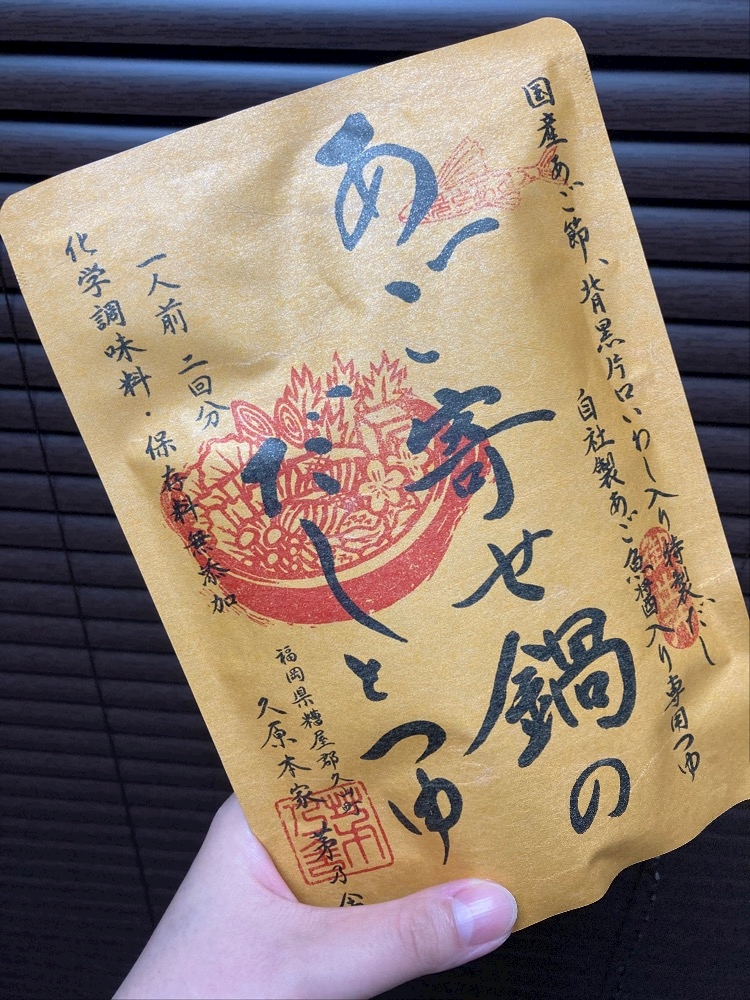 国産あご節、背黒片口いわし入り特製だし
自社製あご魚醤入り専用つゆ
あご寄せ鍋の
だしとつゆ
一人前 二回分
化学調味料・保存料無添加
福岡県糟屋郡久山町
久原本家 茅乃舎